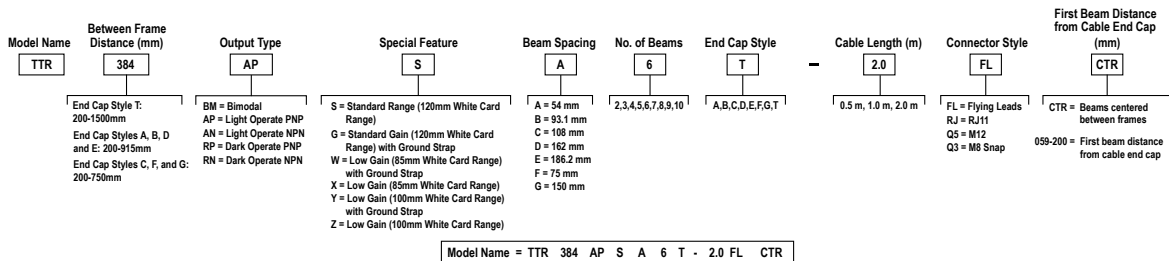 Model Name
TTR
Between Frame
Distance (mm)
384
End Cap Style T:
200-1500mm
End Cap Styles A, B, D
and E: 200-915mm
End Cap Styles C, F, and G:
200-750mm
Output Type
AP
BM = Bimodal
AP = Light Operate PNP
AN = Light Operate NPN
RP = Dark Operate PNP
RN = Dark Operate NPN
Special Feature
S
S = Standard Range (120mm White Card
Range)
G = Standard Gain (120mm White Card
Range) with Ground Strap
W = Low Gain (85mm White Card Range)
with Ground Strap
X = Low Gain (85mm White Card Range)
Y = Low Gain (100mm White Card Range)
with Ground Strap
Z = Low Gain (100mm White Card Range)
Beam Spacing
A
A = 54 mm
B = 93.1 mm
C = 108 mm
D = 162 mm
E = 186.2 mm
F = 75 mm
G = 150 mm
No. of Beams
6
2,3,4,5,6,7,8,9,10
End Cap Style
T
A,B,C,D,E,F,G,T
–
Cable Length (m)
2.0
0.5 m, 1.0 m, 2.0 m
Connector Style
FL
FL = Flying Leads
RJ = RJ11
Q5 = M12
Q3 = M8 Snap
First Beam Distance
from Cable End Cap
(mm)
CTR
CTR = Beams centered
between frames
059-200 = First beam distance
from cable end cap
Model Name = TTR 384 AP S A 6 T - 2.0 FL CTR